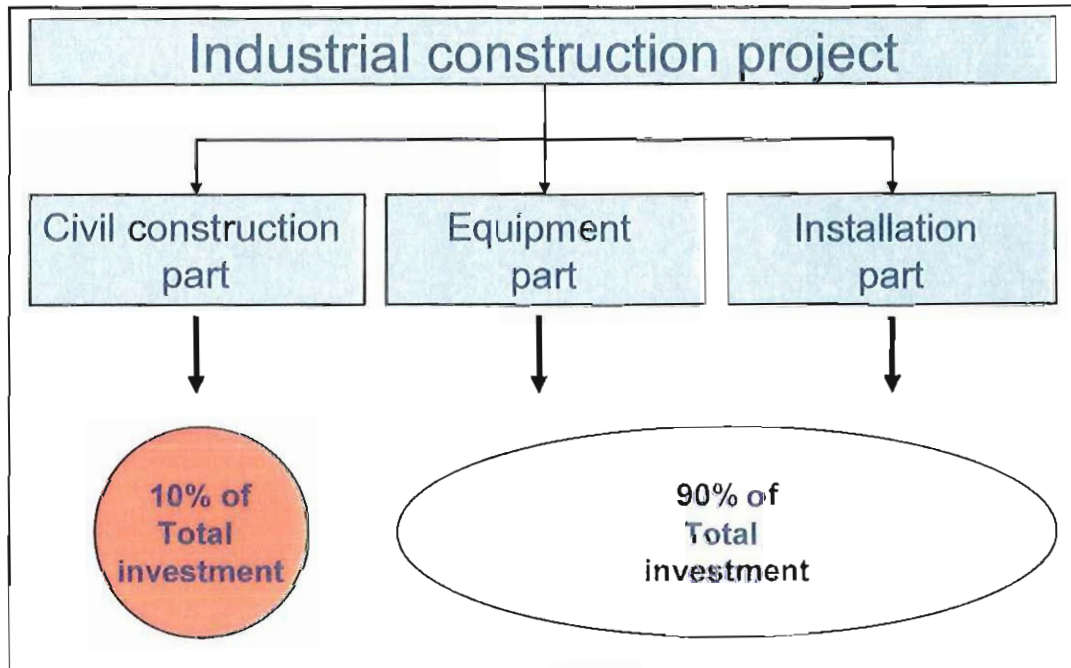 Industrial construction project
Civil construction
part
Equipment
part
Installation
part
10% of
Total
investment
90% of
Total
investment